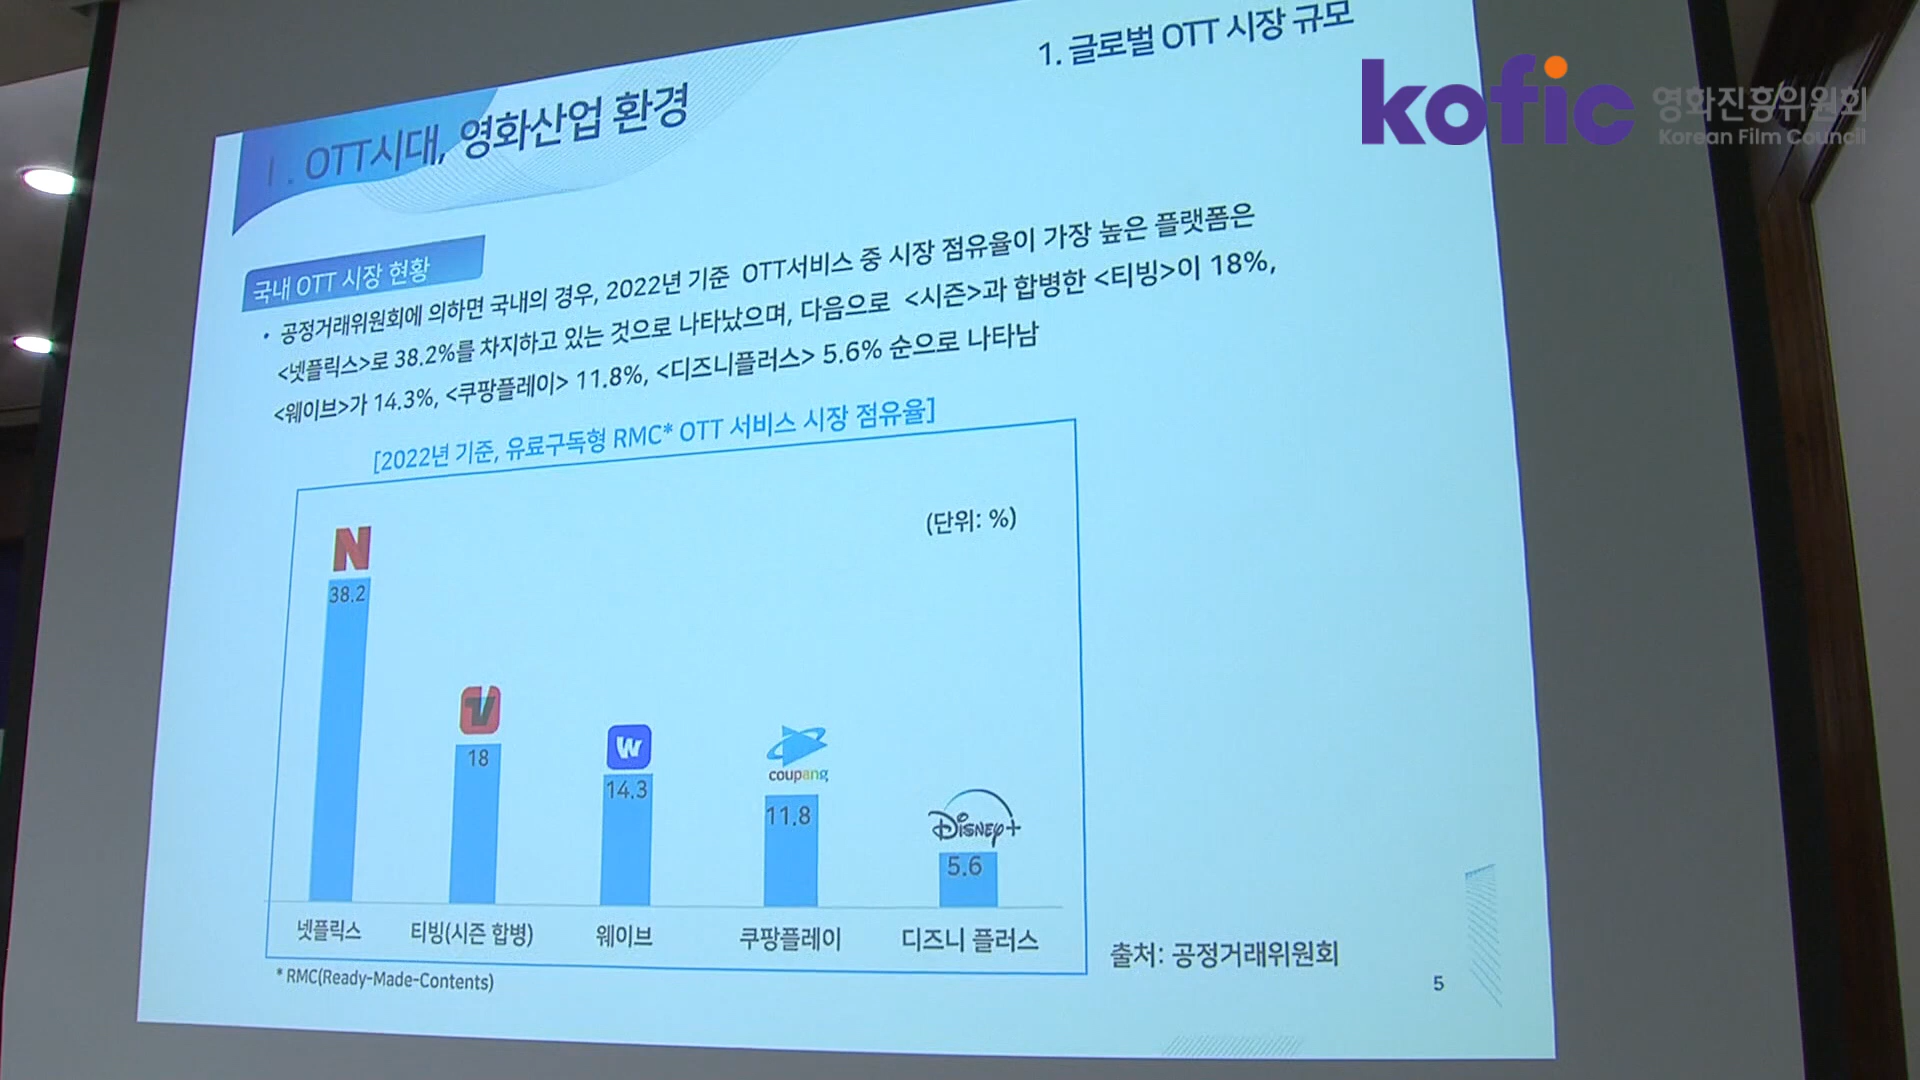 1. 글로벌 OTT 시장 규모
kofic 영화진흥위원회
Korean Film Council
Ⅰ. OTT시대, 영화산업 환경
국내 OTT 시장 현황
• 공정거래위원회에 의하면 국내의 경우, 2022년 기준 OTT서비스 중 시장 점유율이 가장 높은 플랫폼은
<넷플릭스>로 38.2%를 차지하고 있는 것으로 나타났으며, 다음으로 <시즌>과 합병한 <티빙>이 18%,
<웨이브>가 14.3%, <쿠팡플레이> 11.8%, <디즈니플러스> 5.6% 순으로 나타남
[2022년 기준, 유료구독형 RMC* OTT 서비스 시장 점유율]
(단위: %)
N
38.2
18
W
14.3
coupang
11.8
Disney+
5.6
넷플릭스 티빙(시즌 합병) 웨이브 쿠팡플레이 디즈니 플러스
출처: 공정거래위원회
* RMC(Ready-Made-Contents)
5